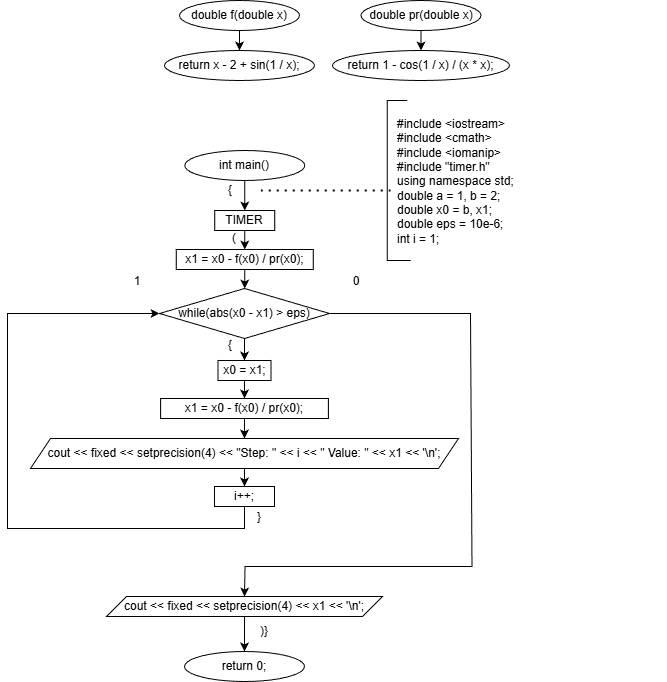 double f(double x)
double pr(double x)
return x - 2 + sin(1 / x);
return 1 - cos(1 / x) / (x * x);
#include <iostream>
#include <cmath>
#include <iomanip>
#include "timer.h"
using namespace std;
double a = 1, b = 2;
double x0 = b, x1;
double eps = 10e-6;
int i = 1;
int main()
{
TIMER
(
x1 = x0 - f(x0) / pr(x0);
1
0
while(abs(x0 - x1) > eps)
{
x0 = x1;
x1 = x0 - f(x0) / pr(x0);
cout << fixed << setprecision(4) << "Step: " << i << " Value: " << x1 << '\n';
i++;
}
cout << fixed << setprecision(4) << x1 << '\n';
)}
return 0;